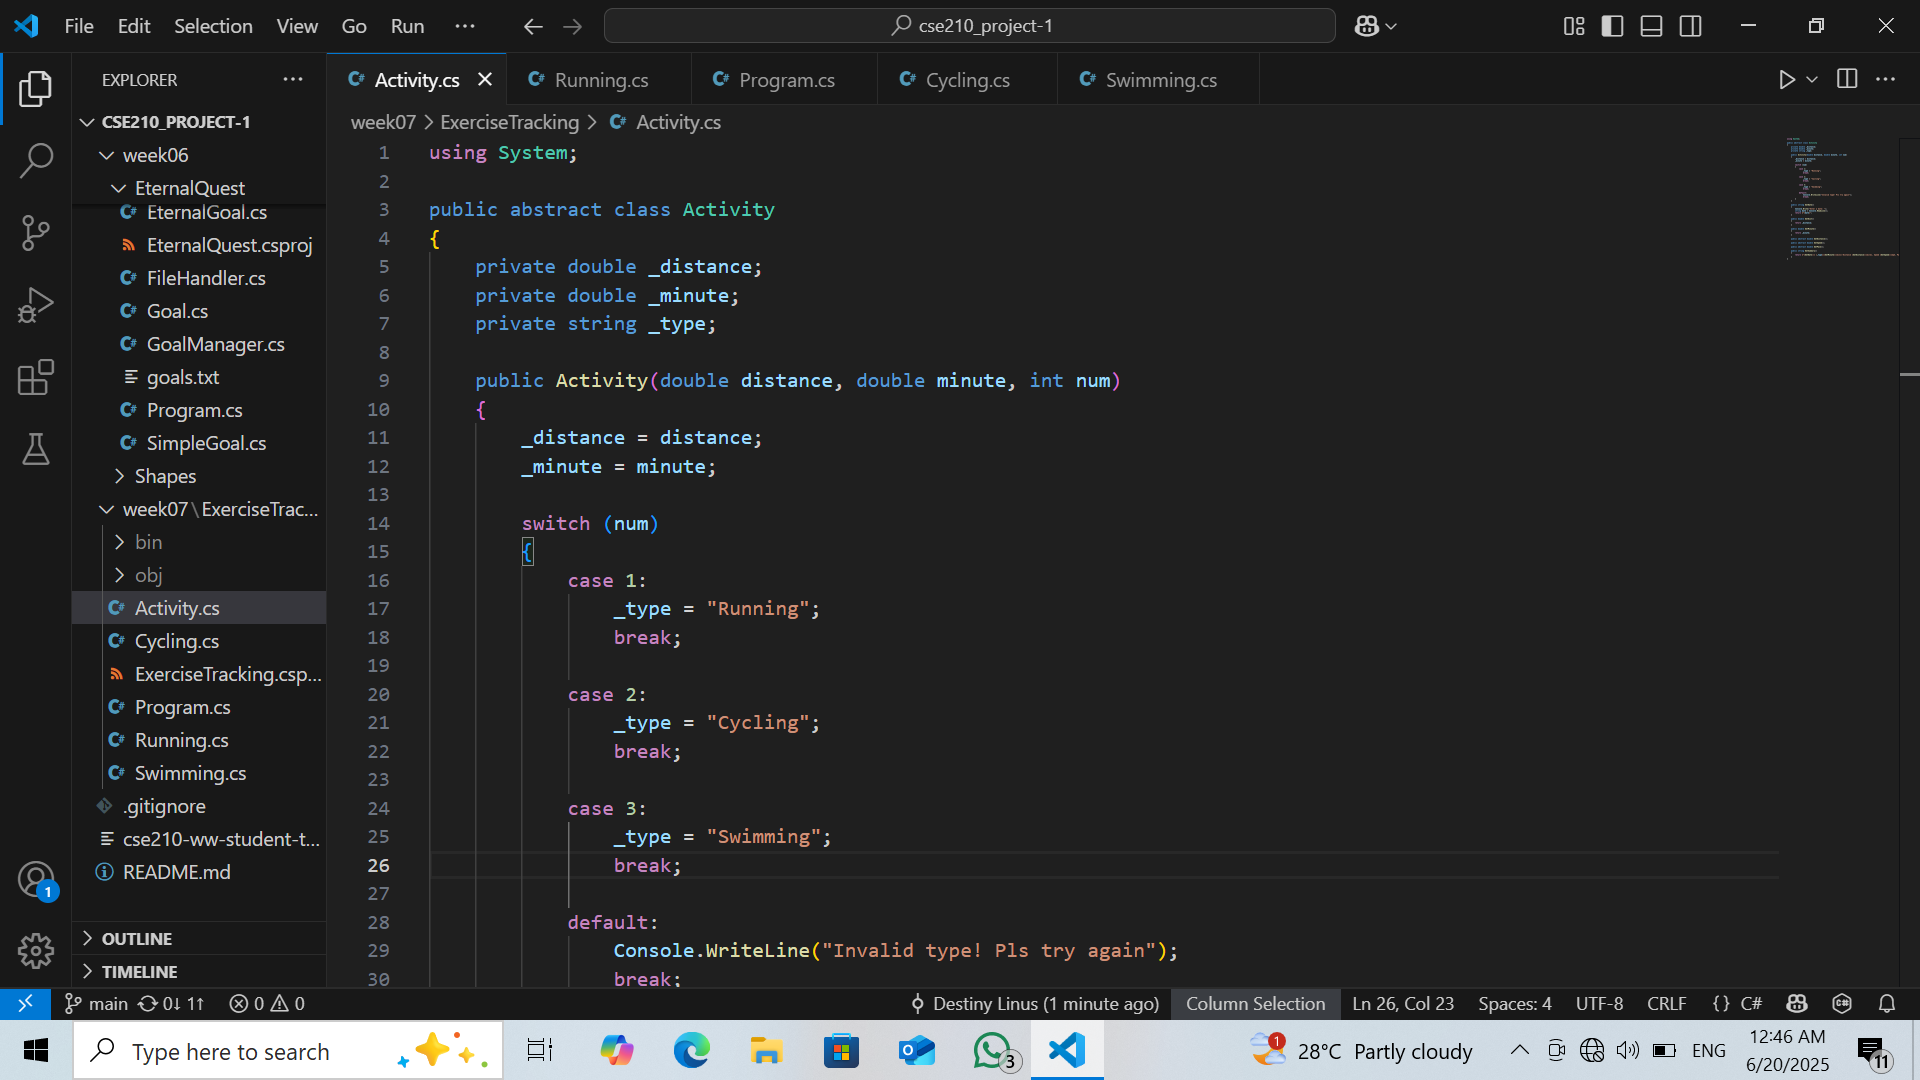 File Edit Selection View Go Run ···
cse210_project-1
EXPLORER
CSE210_PROJECT-1
week06
EternalQuest
EternalGoal.cs
EternalQuest.csproj
FileHandler.cs
Goal.cs
GoalManager.cs
goals.txt
Program.cs
SimpleGoal.cs
Shapes
week07\ExerciseTrac...
bin
obj
Activity.cs
Cycling.cs
ExerciseTracking.csp...
Program.cs
Running.cs
Swimming.cs
.gitignore
cse210-ww-student-t...
README.md
OUTLINE
TIMELINE
1
Activity.cs Running.cs Program.cs Cycling.cs Swimming.cs
week07 > ExerciseTracking > Activity.cs
1 using System;
2
3 public abstract class Activity
4 {
5 private double _distance;
6 private double _minute;
7 private string _type;
8
9 public Activity(double distance, double minute, int num)
10 {
11 _distance = distance;
12 _minute = minute;
13
14 switch (num)
15 {
16 case 1:
17 _type = "Running";
18 break;
19
20 case 2:
21 _type = "Cycling";
22 break;
23
24 case 3:
25 _type = "Swimming";
26 break;
27
28 default:
29 Console.WriteLine("Invalid type! Pls try again");
30 break;
main 0↓ 1↑ 0 0 Destiny Linus (1 minute ago) Column Selection Ln 26, Col 23 Spaces: 4 UTF-8 CRLF {} C#
Type here to search
3
1
28°C Partly cloudy
ENG
12:46 AM
6/20/2025
11